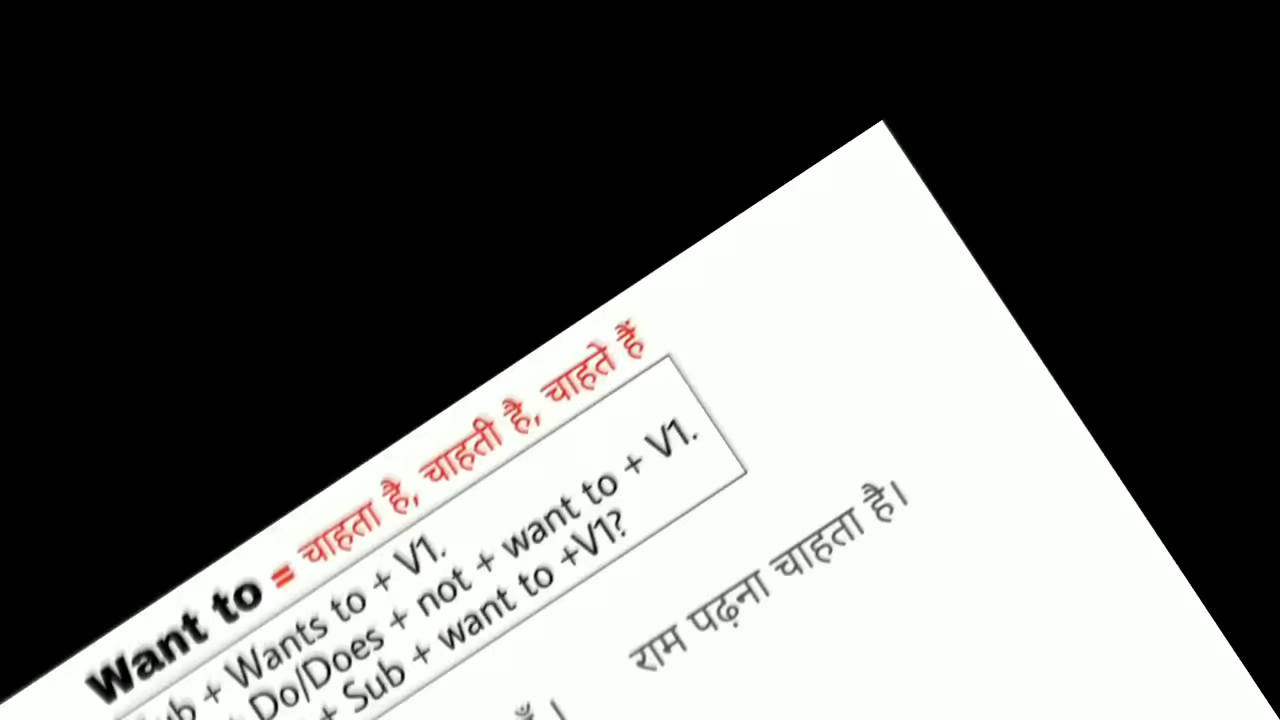 Want to = चाहता है, चाहती है, चाहते हैं
+ Wants to + V1.
Do/Does + not + want to + V1.
+ Sub + want to +V1?
राम पढ़ना चाहता है।